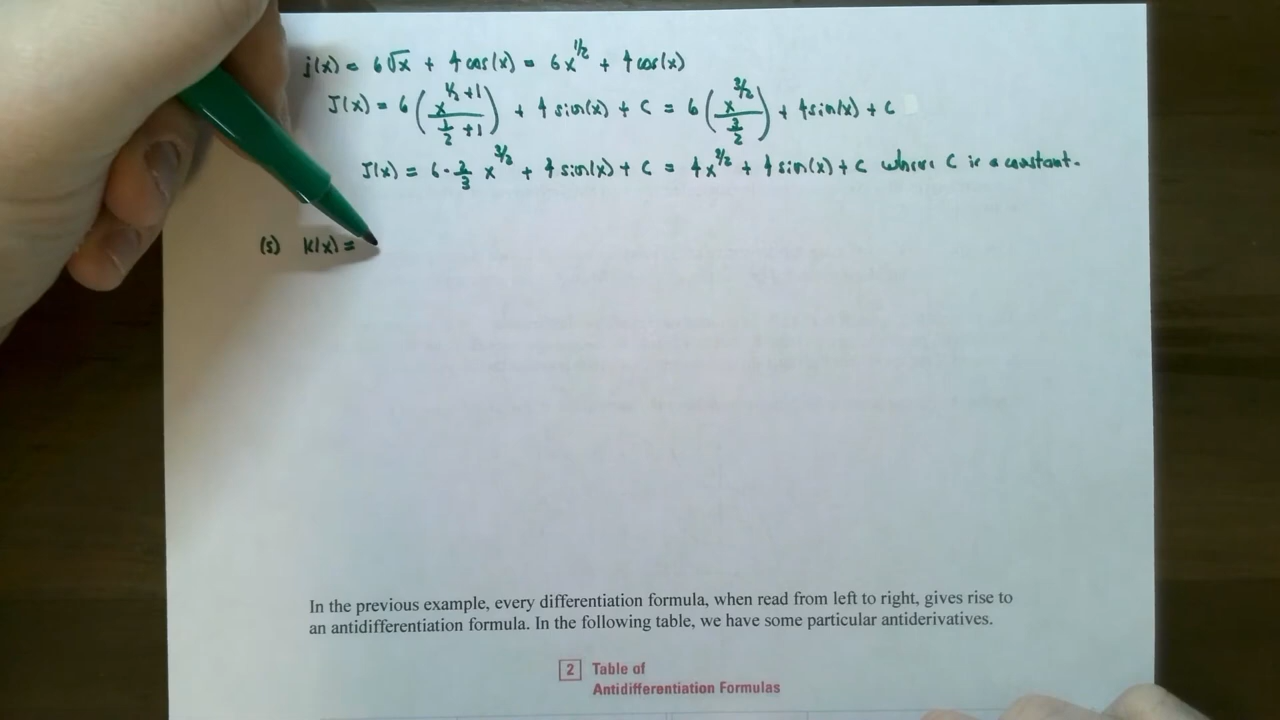 j(x) = 6√x + 4 cos(x) = 6x^{1/2} + 4 cos(x)
J(x) = 6(x^{1/2+1}/(1/2+1)) + 4 sin(x) + C = 6(x^{3/2}/(3/2)) + 4 sin(x) + C
J(x) = 6·2/3 x^{3/2} + 4 sin(x) + C = 4x^{3/2} + 4 sin(x) + C where C is a constant.
(5) K(x) =
In the previous example, every differentiation formula, when read from left to right, gives rise to
an antidifferentiation formula. In the following table, we have some particular antiderivatives.
2 Table of
Antidifferentiation Formulas